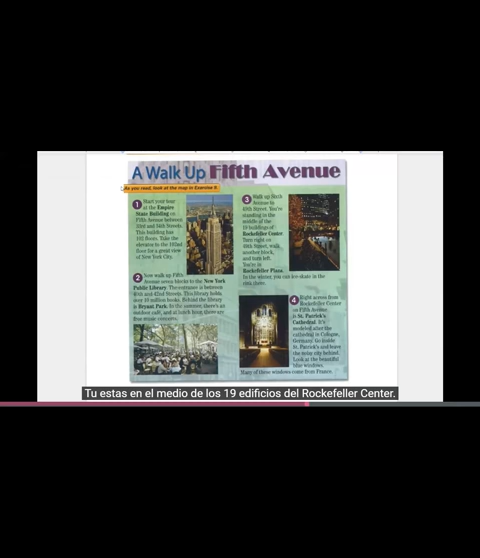 A Walk Up Fifth Avenue
As you read, look at the map in Exercise 9.
1 Start your tour
at the Empire
State Building on
Fifth Avenue between
33rd and 34th Streets.
This building has
102 floors. Take the
elevator to the 102nd
floor for a great view
of New York City.
2 Now walk up Fifth
Avenue seven blocks to the New York
Public Library. The entrance is between
40th and 42nd Streets. This library holds
over 10 million books. Behind the library
is Bryant Park. In the summer, there's an
outdoor café, and at lunch hour, there are
free music concerts.
3 Walk up Sixth
Avenue to
49th Street. You're
standing in the
middle of the
19 buildings of
Rockefeller Center.
Turn right on
49th Street, walk
another block,
and turn left.
You're in
Rockefeller Plaza.
In the winter, you can ice-skate in the
rink there.
4 Right across from
Rockefeller Center
on Fifth Avenue
is St. Patrick's
Cathedral. It's
modeled after the
cathedral in Cologne,
Germany. Go inside
St. Patrick's and leave
the noisy city behind.
Look at the beautiful
blue windows.
Many of these windows come from France.
Tu estas en el medio de los 19 edificios del Rockefeller Center.